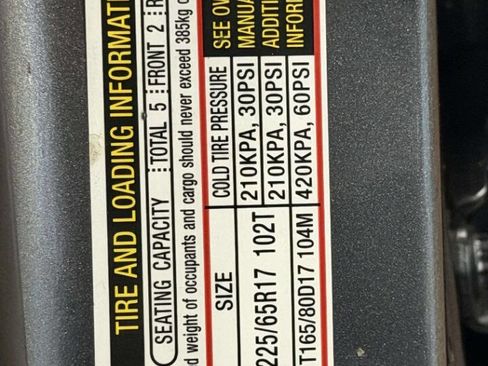 TIRE AND LOADING INFORMATI
SEATING CAPACITY TOTAL 5 FRONT 2
d weight of occupants and cargo should never exceed 385kg
SIZE COLD TIRE PRESSURE SEE OW
225/65R17 102T 210KPA, 30PSI MANUA
210KPA, 30PSI ADDITI
T165/80D17 104M 420KPA, 60PSI INFORM